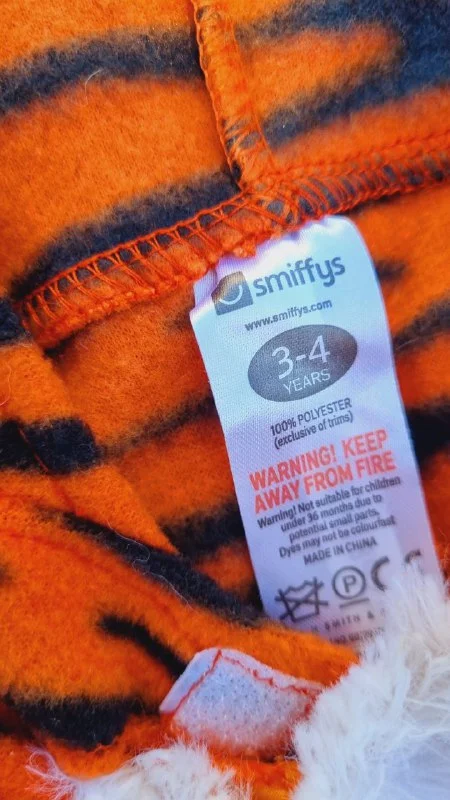 smiffys
www.smiffys.com
3-4
YEARS
100% POLYESTER
(exclusive of trims)
WARNING! KEEP
AWAY FROM FIRE
Warning! Not suitable for children
under 36 months due to
potential small parts.
Dyes may not be colourfast
MADE IN CHINA
P CE
SMITH &